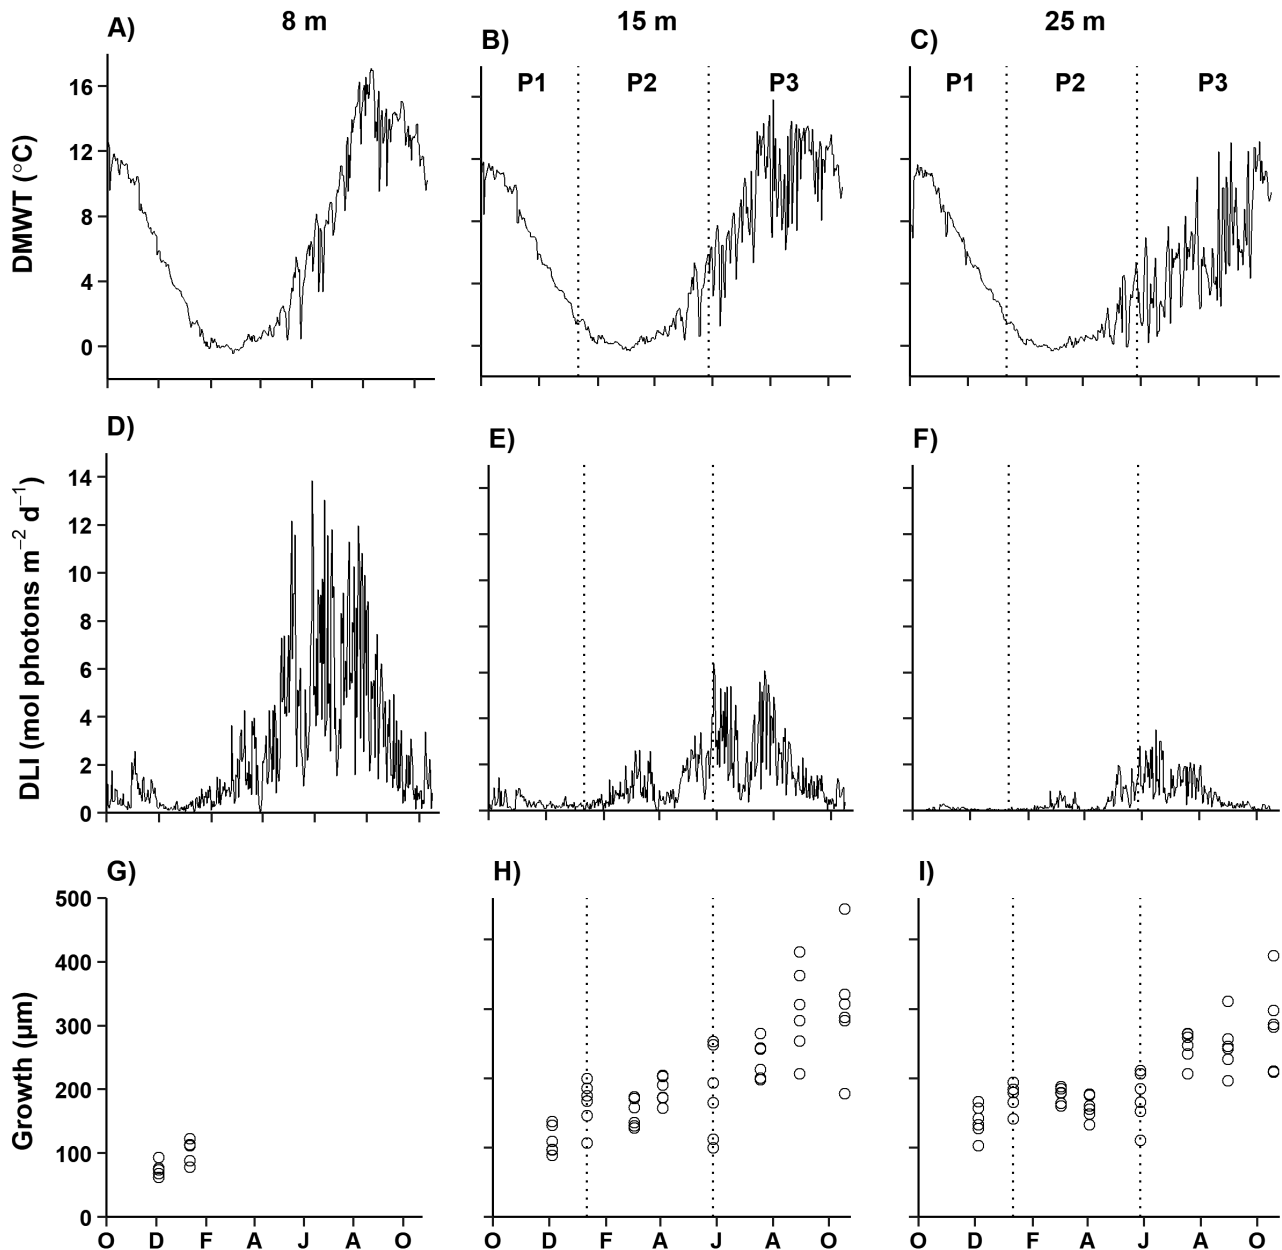 8 m
15 m
25 m
A)
B)
C)
P1
P2
P3
P1
P2
P3
DMWT (°C)
16
12
8
4
0
D)
E)
F)
DLI (mol photons m⁻² d⁻¹)
14
12
10
8
6
4
2
0
G)
H)
I)
Growth (µm)
500
400
300
200
100
0
O D F A J A O
O D F A J A O
O D F A J A O